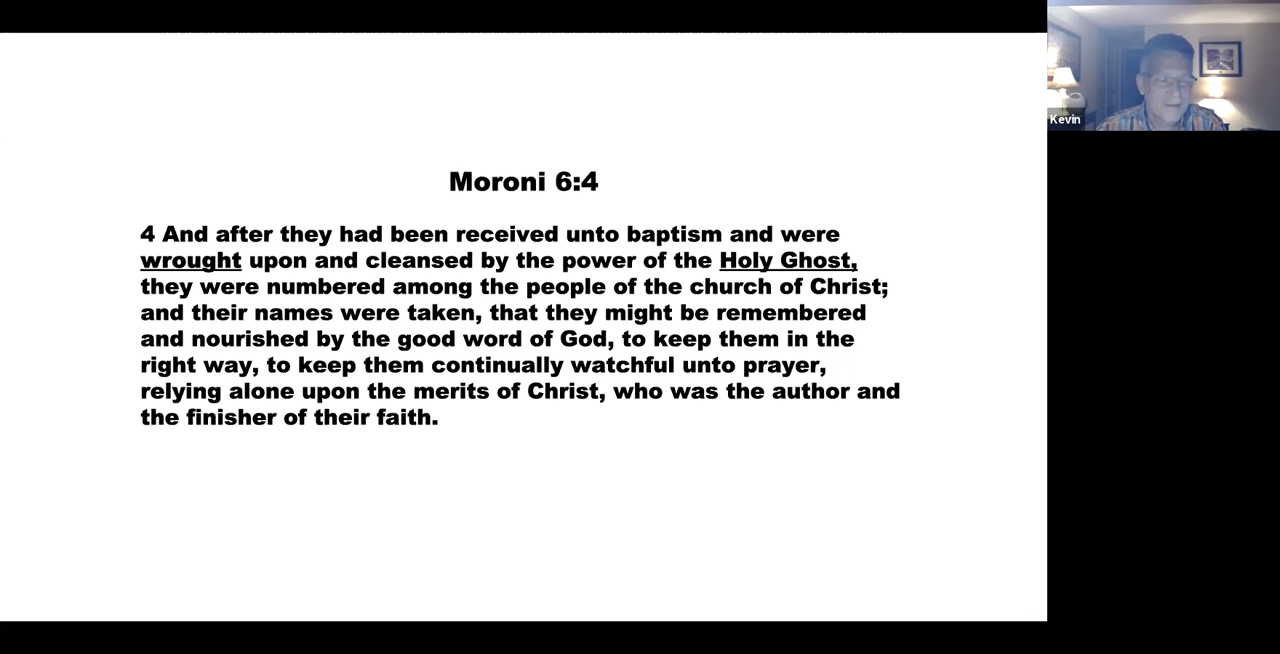 Moroni 6:4
4 And after they had been received unto baptism and were
wrought upon and cleansed by the power of the Holy Ghost,
they were numbered among the people of the church of Christ;
and their names were taken, that they might be remembered
and nourished by the good word of God, to keep them in the
right way, to keep them continually watchful unto prayer,
relying alone upon the merits of Christ, who was the author and
the finisher of their faith.
Kevin